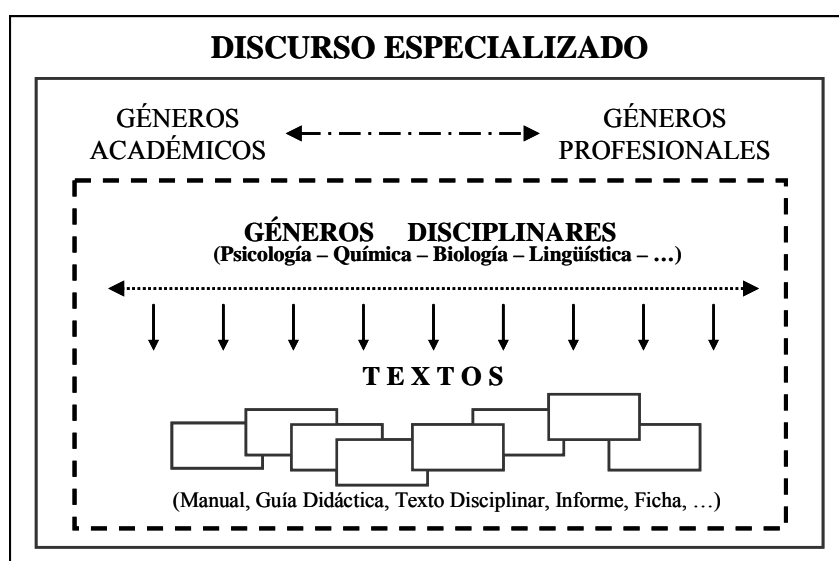 DISCURSO ESPECIALIZADO
GÉNEROS ACADÉMICOS
GÉNEROS PROFESIONALES
GÉNEROS DISCIPLINARES
(Psicología – Química – Biología – Lingüística – …)
T E X T O S
(Manual, Guía Didáctica, Texto Disciplinar, Informe, Ficha, …)